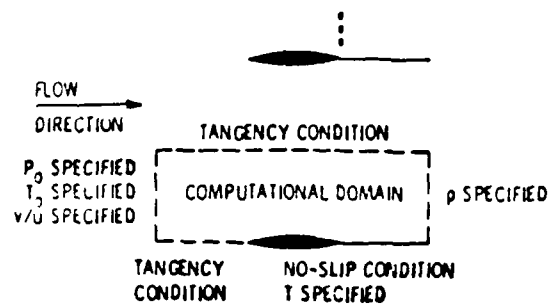 FLOW
DIRECTION
TANGENCY CONDITION
P₀ SPECIFIED
T₀ SPECIFIED
v/u SPECIFIED
COMPUTATIONAL DOMAIN
p SPECIFIED
TANGENCY CONDITION
NO-SLIP CONDITION
T SPECIFIED